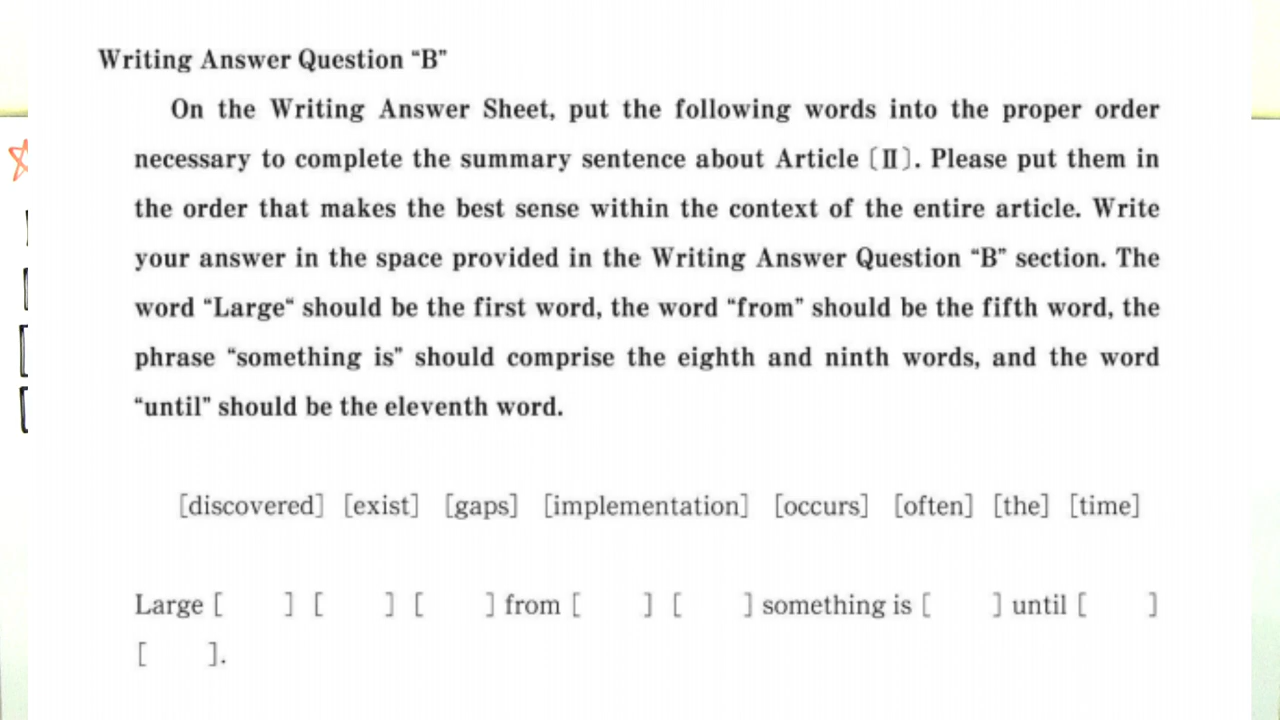 Writing Answer Question “B”
On the Writing Answer Sheet, put the following words into the proper order
necessary to complete the summary sentence about Article〔Ⅱ〕. Please put them in
the order that makes the best sense within the context of the entire article. Write
your answer in the space provided in the Writing Answer Question “B” section. The
word “Large“ should be the first word, the word “from” should be the fifth word, the
phrase “something is” should comprise the eighth and ninth words, and the word
“until” should be the eleventh word.
[discovered] [exist] [gaps] [implementation] [occurs] [often] [the] [time]
Large [ ] [ ] [ ] from [ ] [ ] something is [ ] until [ ]
[ ].